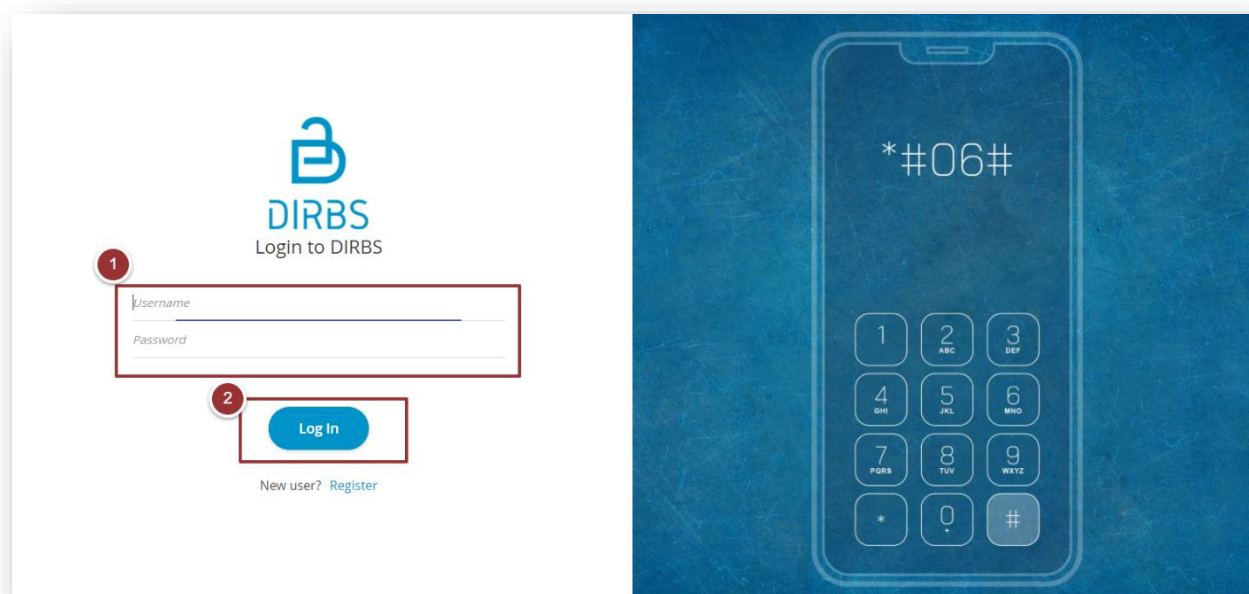 DIRBS
Login to DIRBS
1
Username
Password
2
Log In
New user? Register
*#06#
1 2 3
ABC DEF
4 5 6
GHI JKL MNO
7 8 9
PQRS TUV WXYZ
* 0 #
+